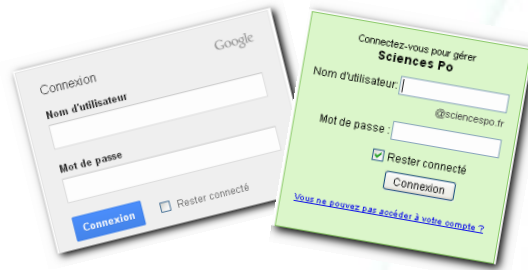 Google
Connexion
Nom d'utilisateur
Mot de passe
Connexion
Rester connecté
Connectez-vous pour gérer
Sciences Po
Nom d'utilisateur:
@sciencespo.fr
Mot de passe :
Rester connecté
Connexion
Vous ne pouvez pas accéder à votre compte ?